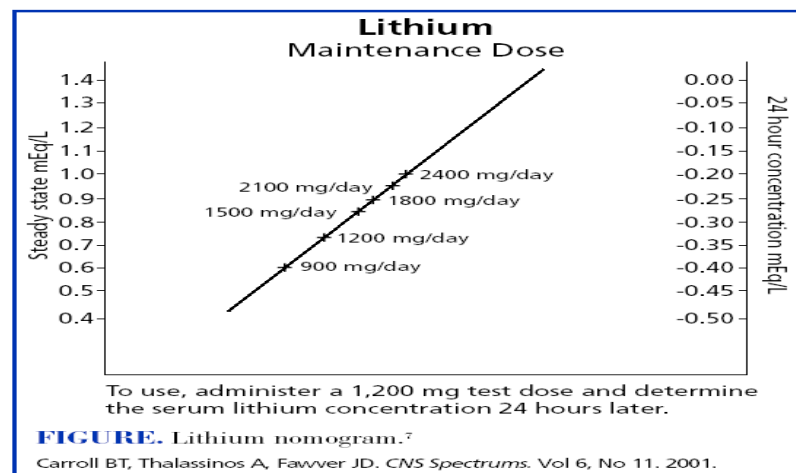 Lithium
Maintenance Dose
Steady state mEq/L
1.4
1.3
1.2
1.1
1.0
0.9
0.8
0.7
0.6
0.5
0.4
2400 mg/day
2100 mg/day
1800 mg/day
1500 mg/day
1200 mg/day
900 mg/day
0.00
-0.05
-0.10
-0.15
-0.20
-0.25
-0.30
-0.35
-0.40
-0.45
-0.50
24 hour concentration mEq/L
To use, administer a 1,200 mg test dose and determine
the serum lithium concentration 24 hours later.
FIGURE. Lithium nomogram.⁷
Carroll BT, Thalassinos A, Fawver JD. CNS Spectrums. Vol 6, No 11. 2001.